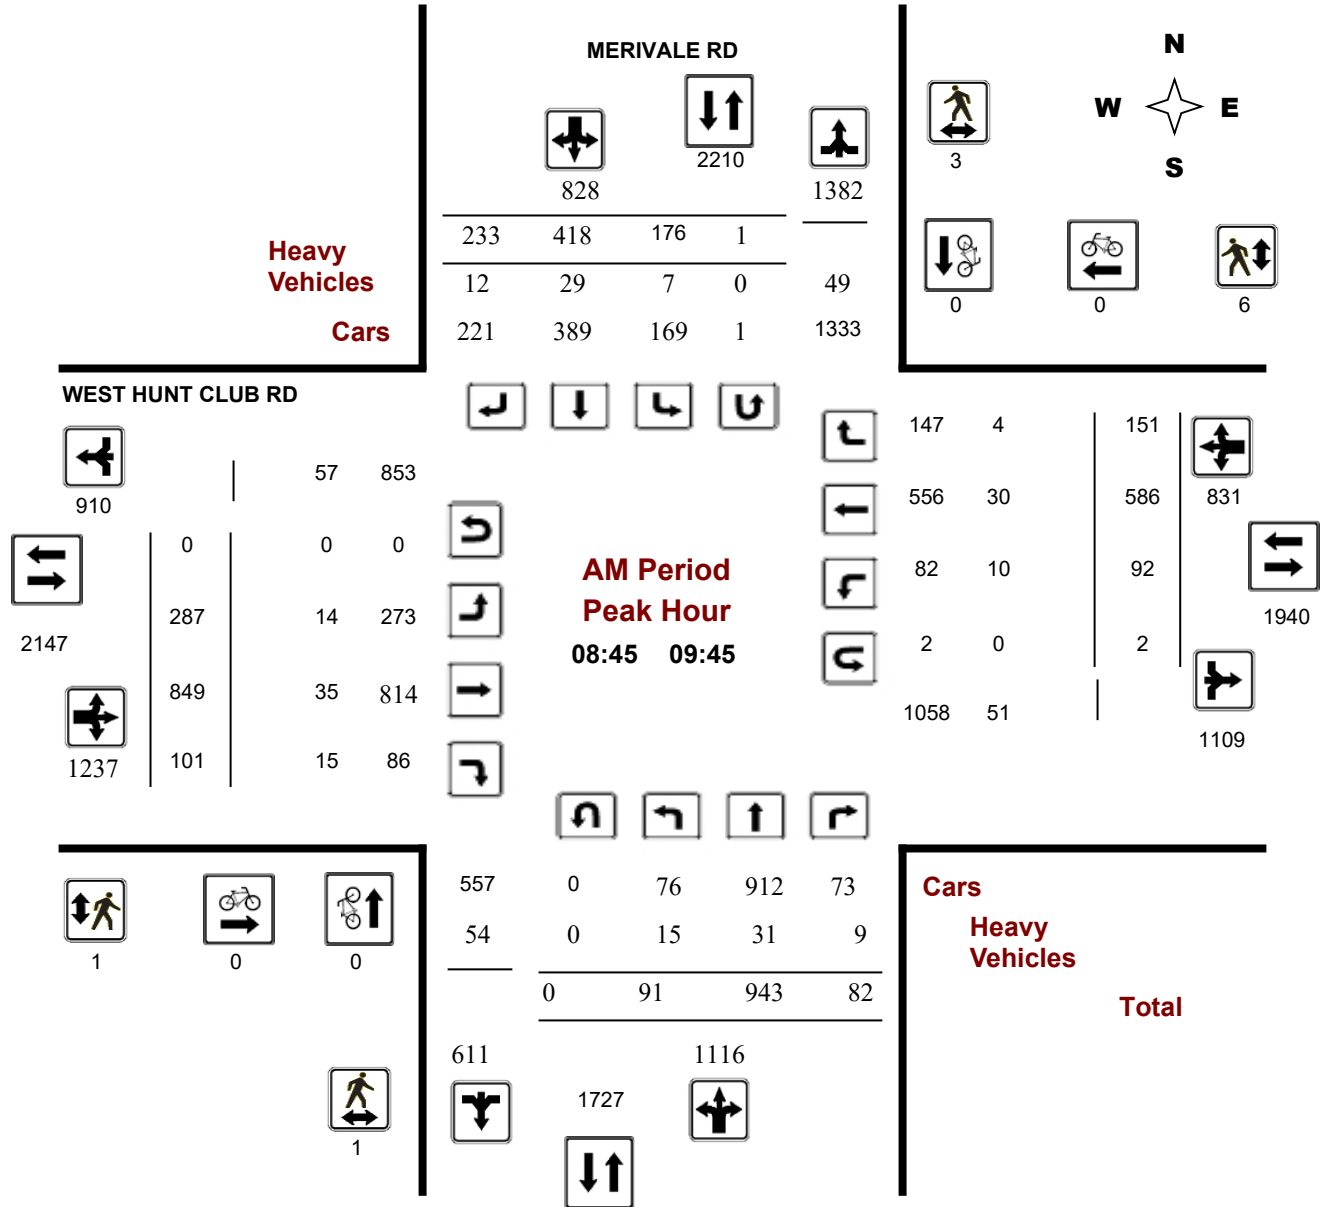 MERIVALE RD
N
W E
S
2210
828
1382
3
233 418 176 1
Heavy
Vehicles
12 29 7 0 49
Cars
221 389 169 1 1333
0 0 6
WEST HUNT CLUB RD
910
57 853
0 0 0
287 14 273
2147
849 35 814
1237
101 15 86
AM Period
Peak Hour
08:45 09:45
147 4 151
556 30 586
831
82 10 92
1940
2 0 2
1058 51
1109
557 0 76 912 73
54 0 15 31 9
0 91 943 82
611 1116
1727
1 0 0
1
Cars
Heavy
Vehicles
Total